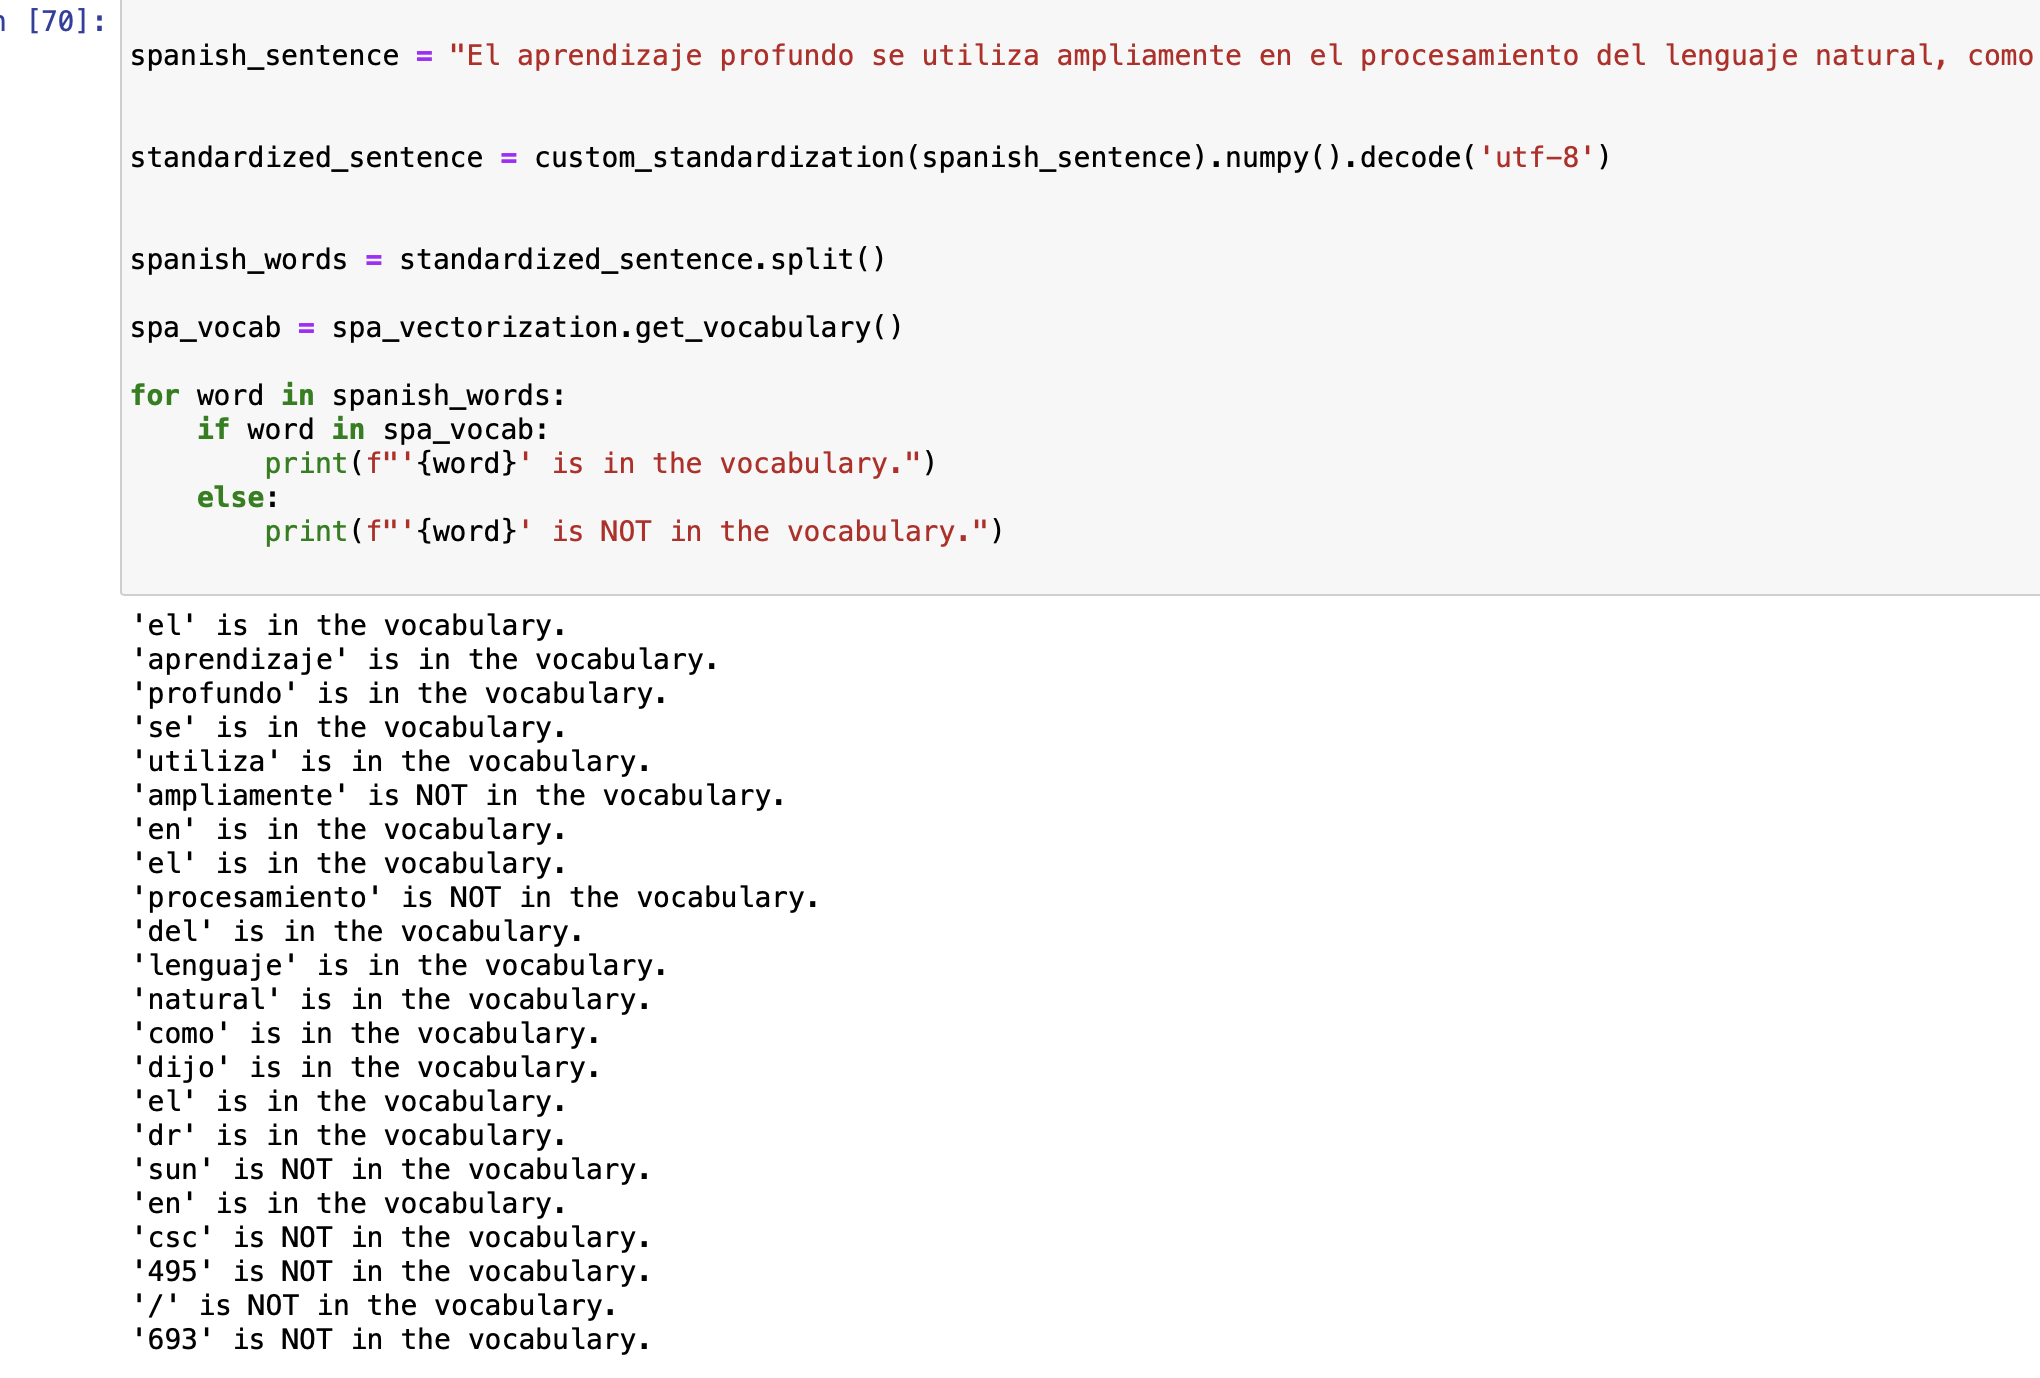 [70]:
spanish_sentence = "El aprendizaje profundo se utiliza ampliamente en el procesamiento del lenguaje natural, como
standardized_sentence = custom_standardization(spanish_sentence).numpy().decode('utf-8')
spanish_words = standardized_sentence.split()
spa_vocab = spa_vectorization.get_vocabulary()
for word in spanish_words:
    if word in spa_vocab:
        print(f"'{word}' is in the vocabulary.")
    else:
        print(f"'{word}' is NOT in the vocabulary.")
'el' is in the vocabulary.
'aprendizaje' is in the vocabulary.
'profundo' is in the vocabulary.
'se' is in the vocabulary.
'utiliza' is in the vocabulary.
'ampliamente' is NOT in the vocabulary.
'en' is in the vocabulary.
'el' is in the vocabulary.
'procesamiento' is NOT in the vocabulary.
'del' is in the vocabulary.
'lenguaje' is in the vocabulary.
'natural' is in the vocabulary.
'como' is in the vocabulary.
'dijo' is in the vocabulary.
'el' is in the vocabulary.
'dr' is in the vocabulary.
'sun' is NOT in the vocabulary.
'en' is in the vocabulary.
'csc' is NOT in the vocabulary.
'495' is NOT in the vocabulary.
'/' is NOT in the vocabulary.
'693' is NOT in the vocabulary.